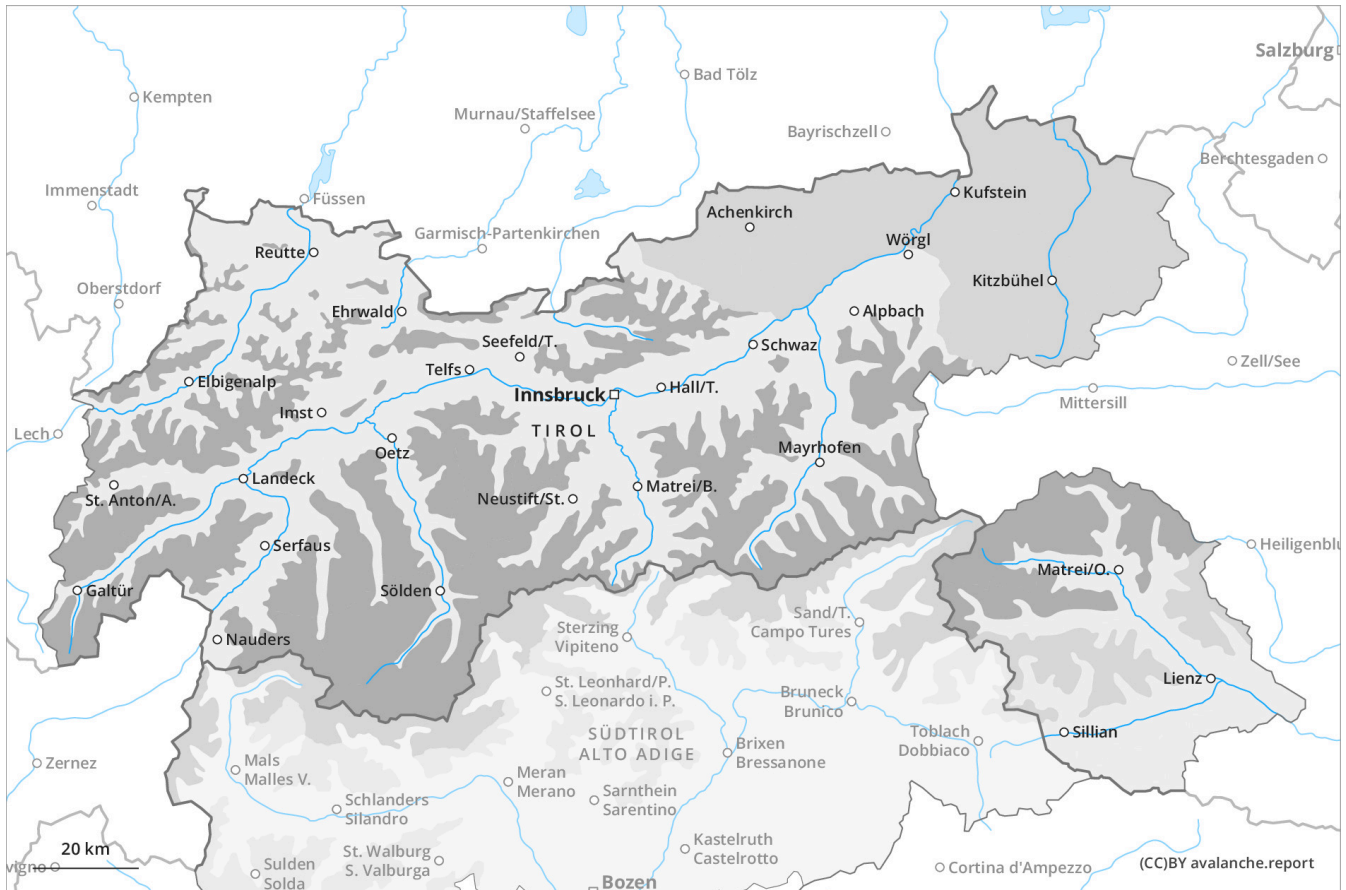 Salzburg
Bad Tölz
Kempten
Murnau/Staffelsee
Bayrischzell
Berchtesgaden
Immenstadt
Füssen
Kufstein
Achenkirch
Garmisch-Partenkirchen
Wörgl
Reutte
Oberstdorf
Kitzbühel
Ehrwald
Alpbach
Seefeld/T.
Schwaz
Zell/See
Telfs
Elbigenalp
Hall/T.
Innsbruck
Mittersill
Imst
Lech
TIROL
Oetz
Mayrhofen
Landeck
St. Anton/A.
Neustift/St.
Matrei/B.
Serfaus
Heiligenblu
Matrei/O.
Galtür
Sölden
Sand/T.
Campo Tures
Nauders
Sterzing
Vipiteno
Lienz
St. Leonhard/P.
S. Leonardo i. P.
Bruneck
Brunico
SÜDTIROL
ALTO ADIGE
Sillian
Toblach
Dobbiaco
Brixen
Bressanone
Zernez
Mals
Malles V.
Meran
Merano
Sarnthein
Sarentino
Schlanders
Silandro
Kastelruth
Castelrotto
20 km
St. Walburg
S. Valburga
vigno
Sulden
Solda
Cortina d'Ampezzo
(CC)BY avalanche.report
Bozen